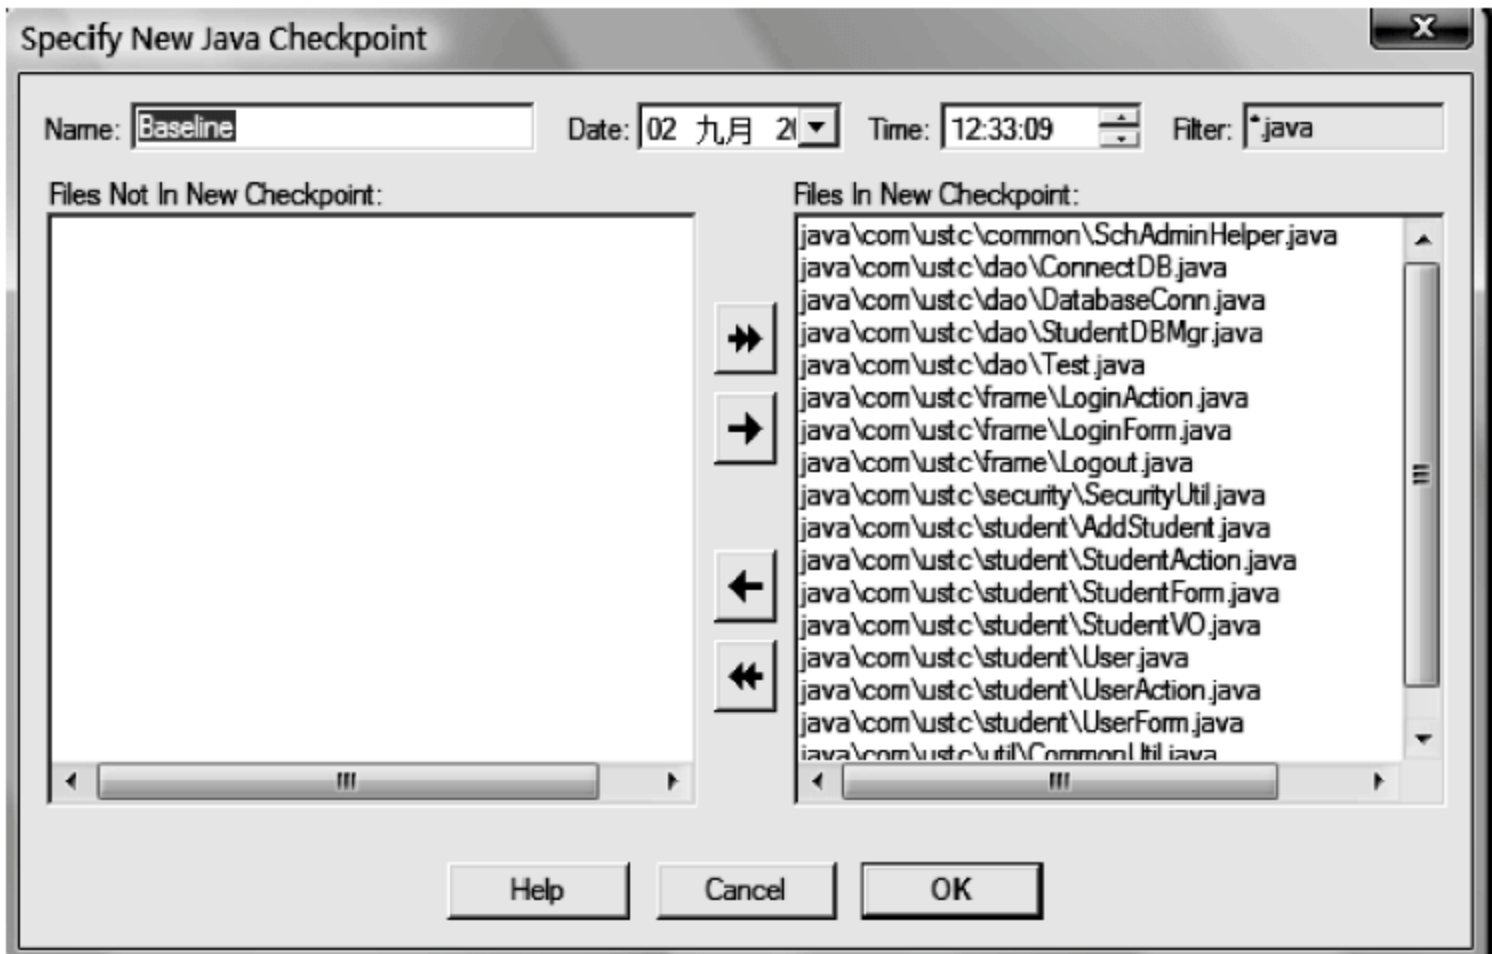 Specify New Java Checkpoint
Name: Baseline Date: 02 九月 Time: 12:33:09 Filter: *.java
Files Not In New Checkpoint: Files In New Checkpoint:
java\com\ustc\common\SchAdminHelper.java
java\com\ustc\dao\ConnectDB.java
java\com\ustc\dao\DatabaseConn.java
java\com\ustc\dao\StudentDBMgr.java
java\com\ustc\dao\Test.java
java\com\ustc\frame\LoginAction.java
java\com\ustc\frame\LoginForm.java
java\com\ustc\frame\Logout.java
java\com\ustc\security\SecurityUtil.java
java\com\ustc\student\AddStudent.java
java\com\ustc\student\StudentAction.java
java\com\ustc\student\StudentForm.java
java\com\ustc\student\StudentVO.java
java\com\ustc\student\User.java
java\com\ustc\student\UserAction.java
java\com\ustc\student\UserForm.java
java\com\ustc\util\CommonUtil.java
Help Cancel OK